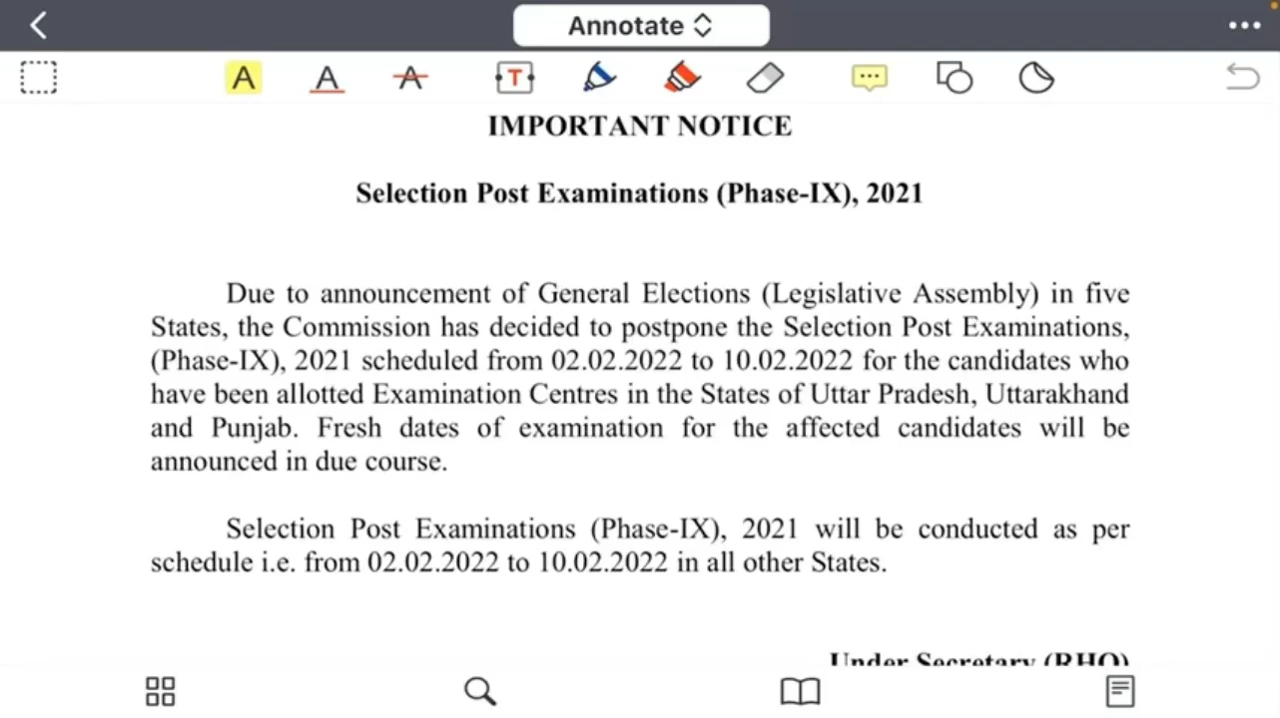 Annotate
A A A T
IMPORTANT NOTICE
Selection Post Examinations (Phase-IX), 2021
Due to announcement of General Elections (Legislative Assembly) in five
States, the Commission has decided to postpone the Selection Post Examinations,
(Phase-IX), 2021 scheduled from 02.02.2022 to 10.02.2022 for the candidates who
have been allotted Examination Centres in the States of Uttar Pradesh, Uttarakhand
and Punjab. Fresh dates of examination for the affected candidates will be
announced in due course.
Selection Post Examinations (Phase-IX), 2021 will be conducted as per
schedule i.e. from 02.02.2022 to 10.02.2022 in all other States.
Under Secretary (RHQ)